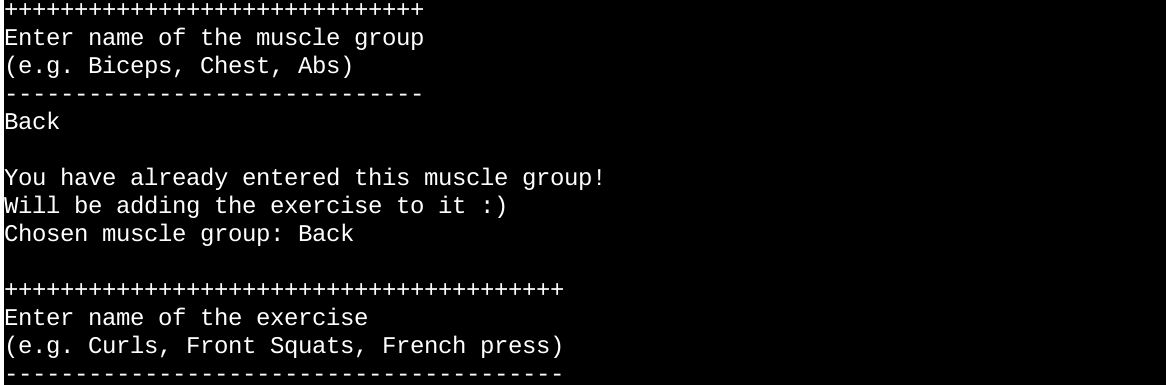 ++++++++++++++++++++++++++++++
Enter name of the muscle group
(e.g. Biceps, Chest, Abs)
------------------------------
Back
You have already entered this muscle group!
Will be adding the exercise to it :)
Chosen muscle group: Back
++++++++++++++++++++++++++++++++++++++++
Enter name of the exercise
(e.g. Curls, Front Squats, French press)
----------------------------------------